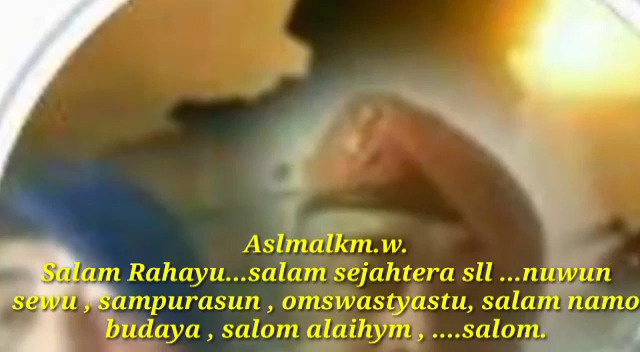 Aslmalkm.w.
Salam Rahayu...salam sejahtera sll ...nuwun
sewu , sampurasun , omswastyastu, salam namo
budaya , salom alaihym , ....salom.